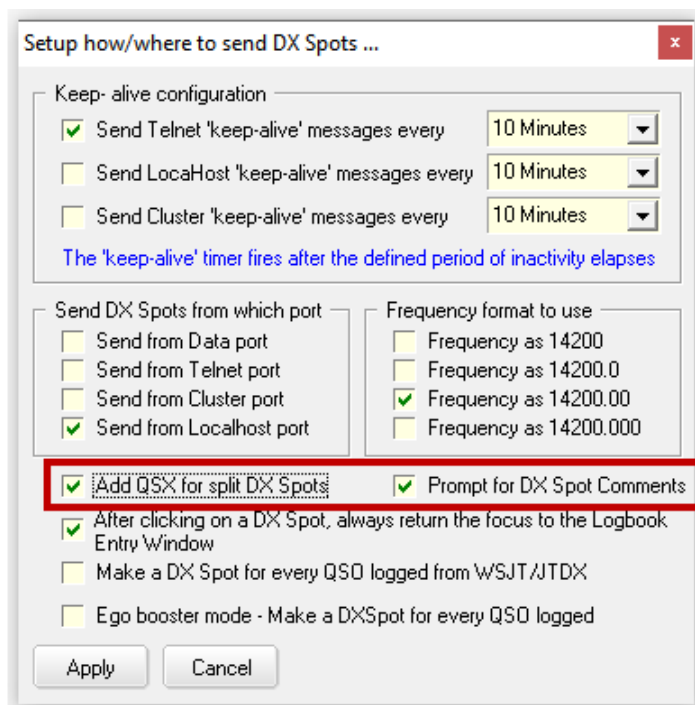 Setup how/where to send DX Spots ...
x
Keep- alive configuration
Send Telnet 'keep-alive' messages every 10 Minutes
Send LocaHost 'keep-alive' messages every 10 Minutes
Send Cluster 'keep-alive' messages every 10 Minutes
The 'keep-alive' timer fires after the defined period of inactivity elapses
Send DX Spots from which port
Send from Data port
Send from Telnet port
Send from Cluster port
Send from Localhost port
Frequency format to use
Frequency as 14200
Frequency as 14200.0
Frequency as 14200.00
Frequency as 14200.000
Add QSX for split DX Spots
Prompt for DX Spot Comments
After clicking on a DX Spot, always return the focus to the Logbook
Entry Window
Make a DX Spot for every QSO logged from WSJT/JTDX
Ego booster mode - Make a DXSpot for every QSO logged
Apply
Cancel